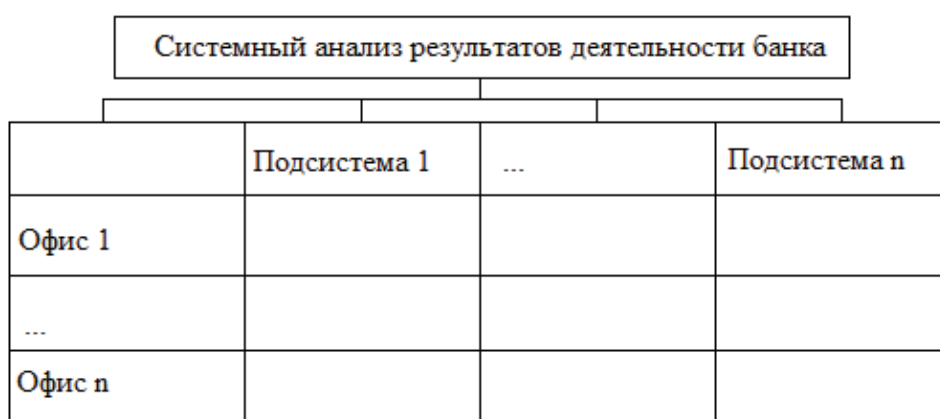 Системный анализ результатов деятельности банка
Подсистема 1 ... Подсистема n
Офис 1
...
Офис n